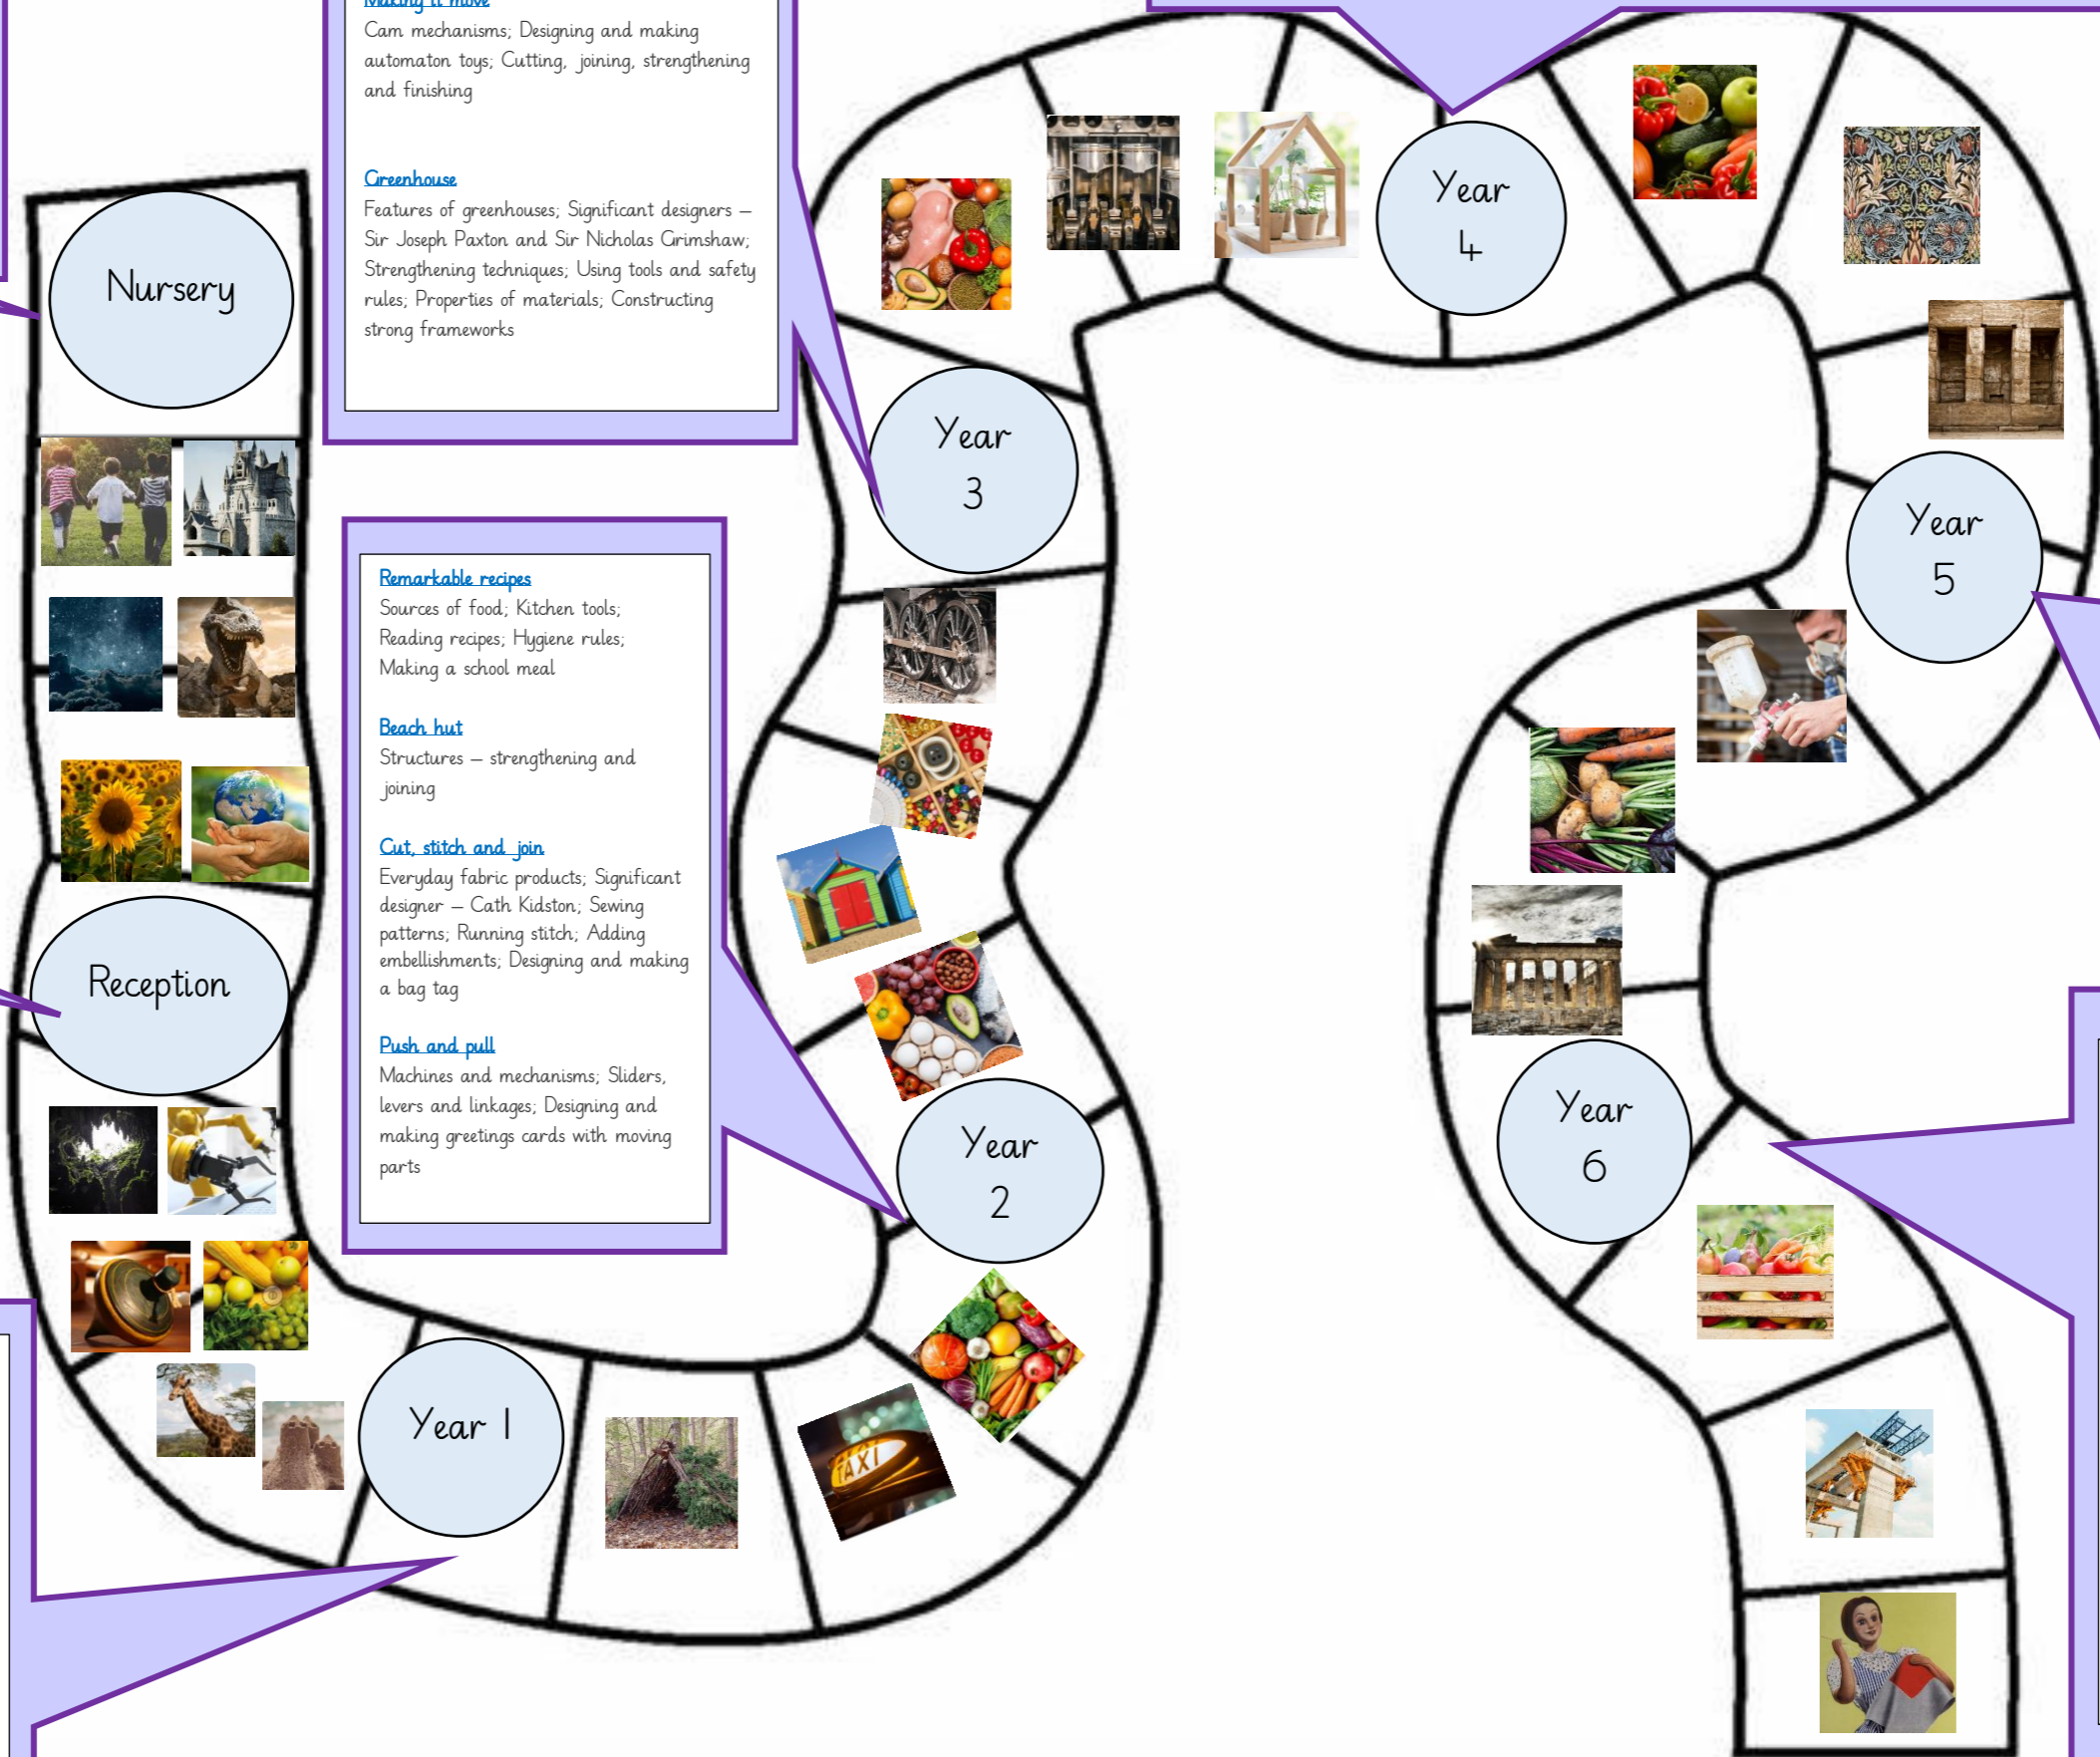 Making it move
Cam mechanisms; Designing and making
automaton toys; Cutting, joining, strengthening
and finishing
Greenhouse
Features of greenhouses; Significant designers –
Sir Joseph Paxton and Sir Nicholas Grimshaw;
Strengthening techniques; Using tools and safety
rules; Properties of materials; Constructing
strong frameworks
Nursery
Year
4
Year
3
Year
5
Remarkable recipes
Sources of food; Kitchen tools;
Reading recipes; Hygiene rules;
Making a school meal
Beach hut
Structures – strengthening and
joining
Cut, stitch and join
Everyday fabric products; Significant
designer – Cath Kidston; Sewing
patterns; Running stitch; Adding
embellishments; Designing and making
a bag tag
Push and pull
Machines and mechanisms; Sliders,
levers and linkages; Designing and
making greetings cards with moving
parts
Reception
Year
2
Year
6
Year 1
TAXI